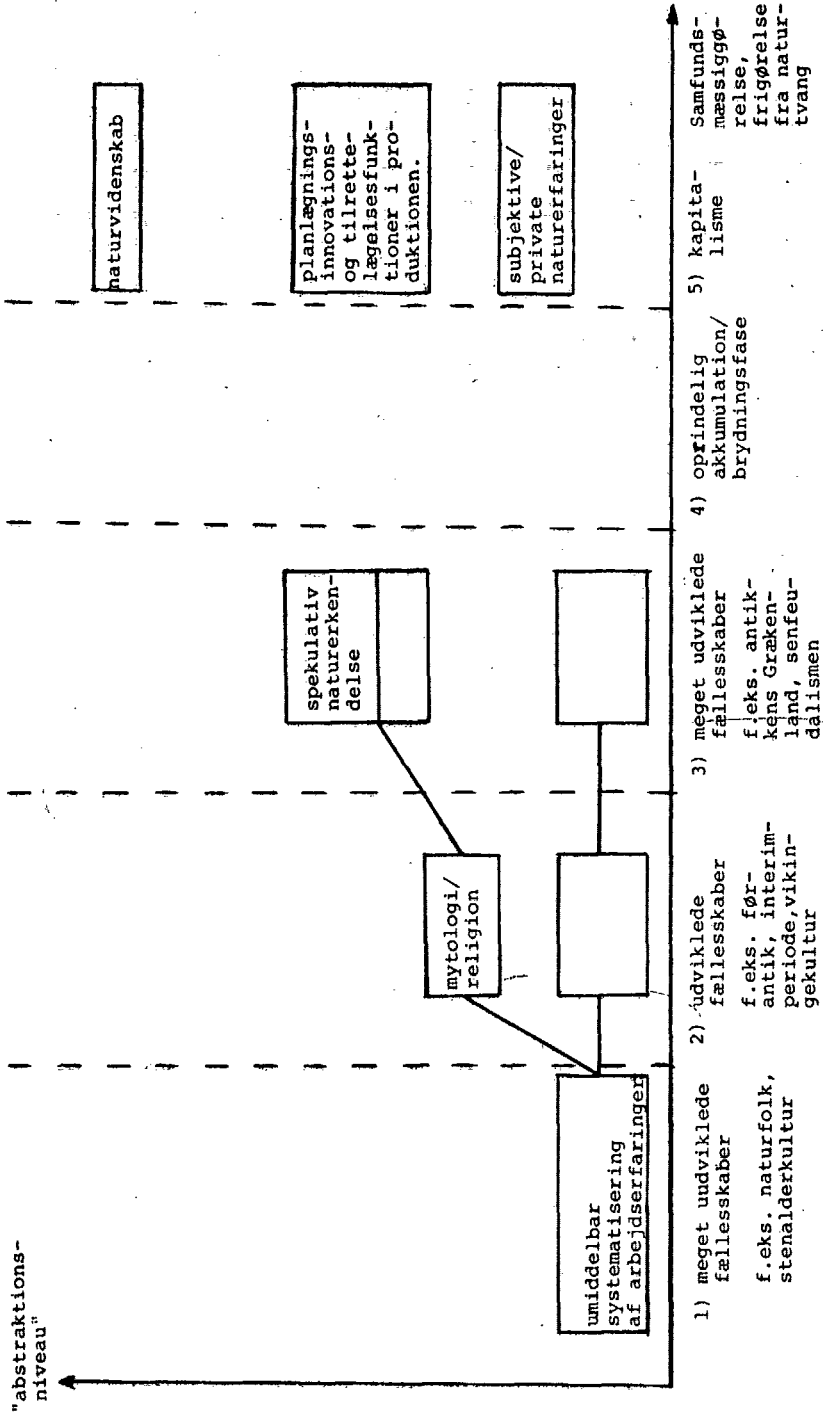 "abstraktions-
niveau"
naturvidenskab
planlægnings-
innovations-
og tilrette-
lægelsesfunk-
tioner i pro-
duktionen.
subjektive/
private
naturerfaringer
spekulativ
naturerken-
delse
mytologi/
religion
umiddelbar
systematisering
af arbejdserfaringer
1) meget uudviklede
fællesskaber
f.eks. naturfolk,
stenalderkultur
2) udviklede
fællesskaber
f.eks. før-
antik, interim-
periode, vikin-
gekultur
3) meget udviklede
fællesskaber
f.eks. antik-
kens Græken-
land, senfeu-
dalismen
4) oprindelig
akkumulation/
brydningsfase
5) kapita-
lisme
Samfunds-
mæssiggø-
relse,
frigørelse
fra natur-
tvang